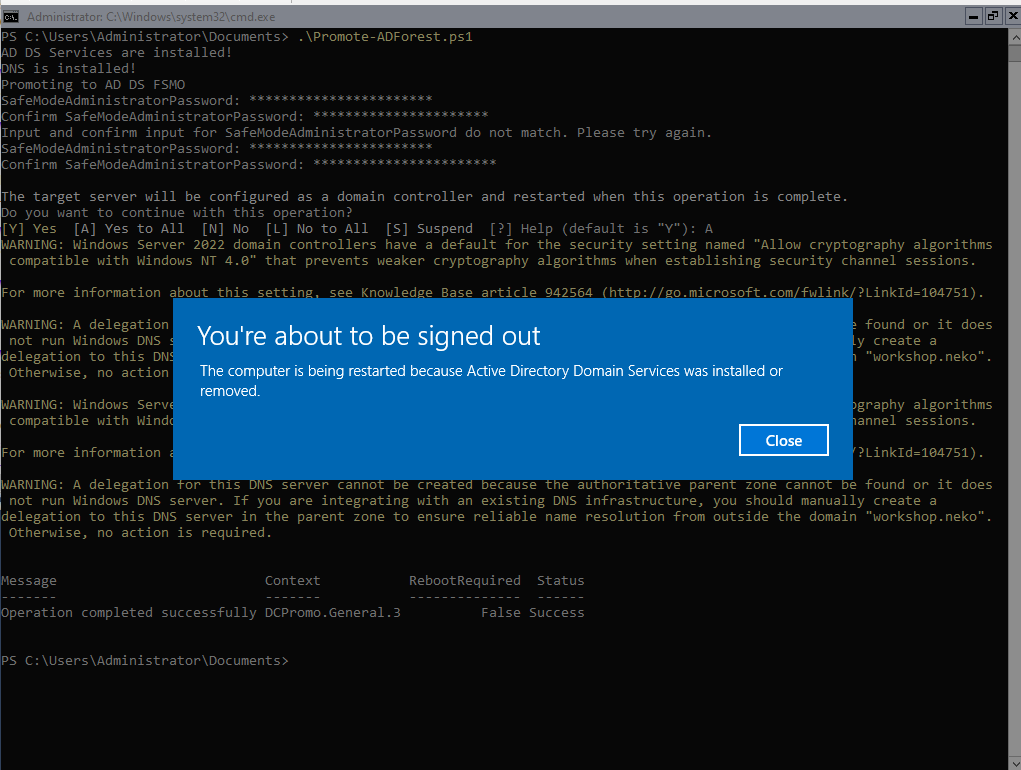 Administrator: C:\Windows\system32\cmd.exe
PS C:\Users\Administrator\Documents> .\Promote-ADForest.ps1
AD DS Services are installed!
DNS is installed!
Promoting to AD DS FSMO
SafeModeAdministratorPassword: ***********************
Confirm SafeModeAdministratorPassword: **********************
Input and confirm input for SafeModeAdministratorPassword do not match. Please try again.
SafeModeAdministratorPassword: ***********************
Confirm SafeModeAdministratorPassword: ***********************
The target server will be configured as a domain controller and restarted when this operation is complete.
Do you want to continue with this operation?
[Y] Yes  [A] Yes to All  [N] No  [L] No to All  [S] Suspend  [?] Help (default is "Y"): A
WARNING: Windows Server 2022 domain controllers have a default for the security setting named "Allow cryptography algorithms
compatible with Windows NT 4.0" that prevents weaker cryptography algorithms when establishing security channel sessions.
For more information about this setting, see Knowledge Base article 942564 (http://go.microsoft.com/fwlink/?LinkId=104751).
WARNING: A delegation e found or it does
not run Windows DNS ly create a
delegation to this DNS n "workshop.neko".
Otherwise, no action
You're about to be signed out
The computer is being restarted because Active Directory Domain Services was installed or
removed.
Close
WARNING: Windows Serve ography algorithms
compatible with Windo hannel sessions.
For more information a /?LinkId=104751).
WARNING: A delegation for this DNS server cannot be created because the authoritative parent zone cannot be found or it does
not run Windows DNS server. If you are integrating with an existing DNS infrastructure, you should manually create a
delegation to this DNS server in the parent zone to ensure reliable name resolution from outside the domain "workshop.neko".
Otherwise, no action is required.
Message Context RebootRequired Status
------- ------- -------------- ------
Operation completed successfully DCPromo.General.3 False Success
PS C:\Users\Administrator\Documents>